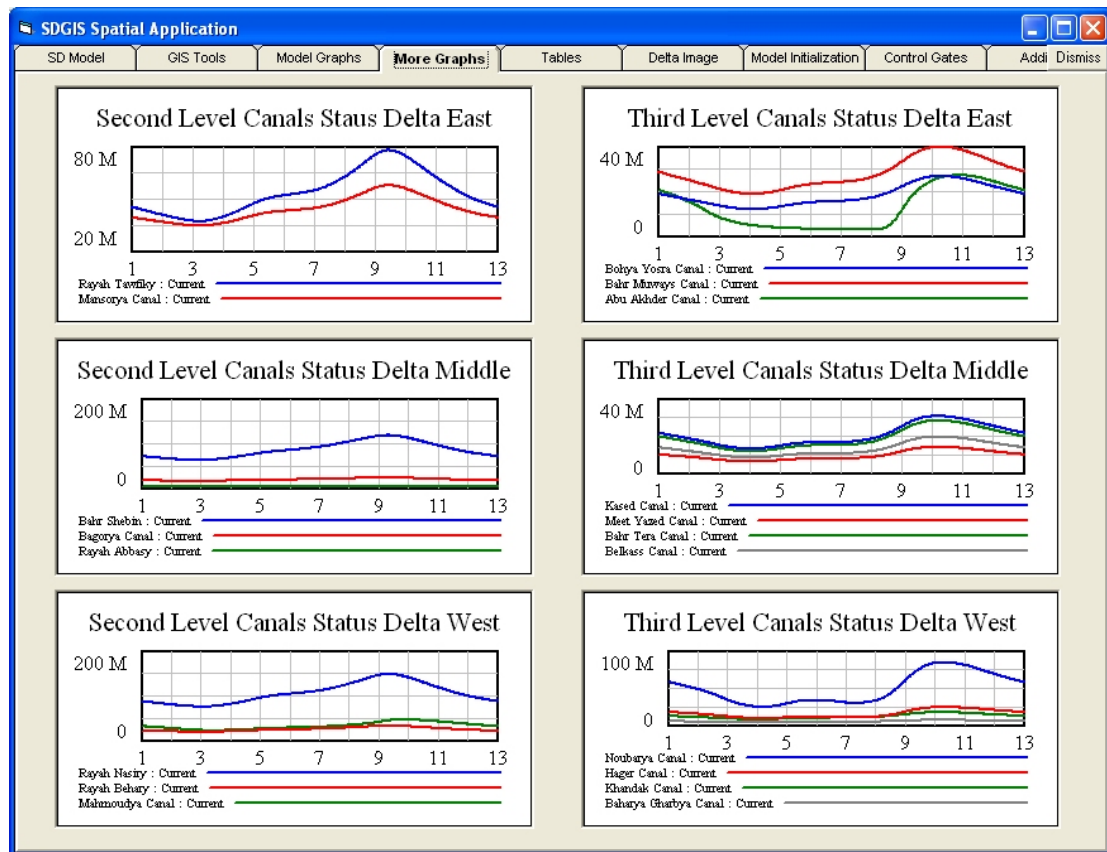 SDGIS Spatial Application
SD Model GIS Tools Model Graphs More Graphs Tables Delta Image Model Initialization Control Gates Addi Dismiss
Second Level Canals Staus Delta East
80 M
20 M
1 3 5 7 9 11 13
Rayah Tawfiky : Current
Mansorya Canal : Current
Third Level Canals Status Delta East
40 M
0
1 3 5 7 9 11 13
Bohya Yosra Canal : Current
Bahr Muways Canal : Current
Abu Akhder Canal : Current
Second Level Canals Status Delta Middle
200 M
0
1 3 5 7 9 11 13
Bahr Shebin : Current
Bagorya Canal : Current
Rayah Abbasy : Current
Third Level Canals Status Delta Middle
40 M
0
1 3 5 7 9 11 13
Kased Canal : Current
Meet Yazed Canal : Current
Bahr Tera Canal : Current
Belkass Canal : Current
Second Level Canals Status Delta West
200 M
0
1 3 5 7 9 11 13
Rayah Nasiry : Current
Rayah Behary : Current
Mahmoudya Canal : Current
Third Level Canals Status Delta West
100 M
0
1 3 5 7 9 11 13
Noubarya Canal : Current
Hager Canal : Current
Khandak Canal : Current
Baharya Gharbya Canal : Current